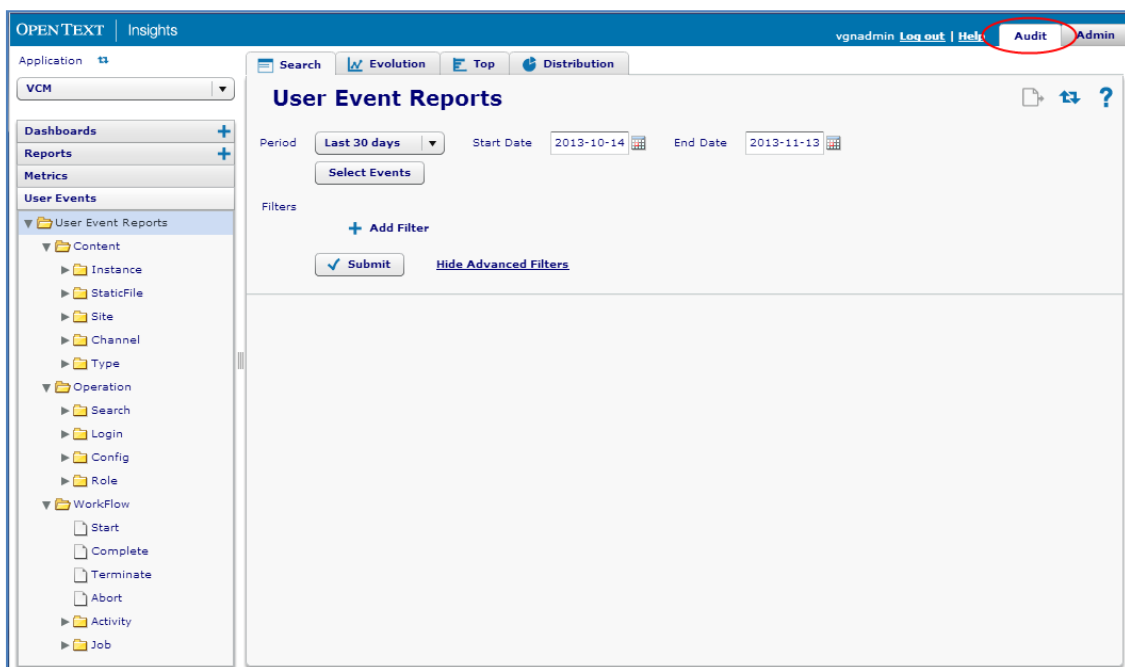 OPENTEXT | Insights
vgnadmin Log out | Help Audit Admin
Application
VCM
Dashboards
Reports
Metrics
User Events
User Event Reports
Content
Instance
StaticFile
Site
Channel
Type
Operation
Search
Login
Config
Role
WorkFlow
Start
Complete
Terminate
Abort
Activity
Job
Search Evolution Top Distribution
User Event Reports
Period Last 30 days Start Date 2013-10-14 End Date 2013-11-13
Select Events
Filters
Add Filter
Submit Hide Advanced Filters